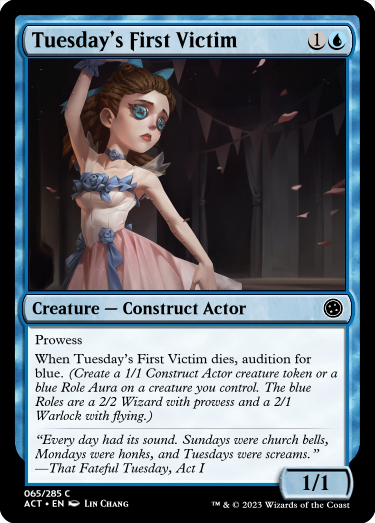 Tuesday's First Victim 1
Creature — Construct Actor
Prowess
When Tuesday's First Victim dies, audition for
blue. (Create a 1/1 Construct Actor creature token or a
blue Role Aura on a creature you control. The blue
Roles are a 2/2 Wizard with prowess and a 2/1
Warlock with flying.)
“Every day had its sound. Sundays were church bells,
Mondays were honks, and Tuesdays were screams.”
—That Fateful Tuesday, Act I
1/1
065/285 C
ACT • EN Lin Chang ™ & © 2023 Wizards of the Coast